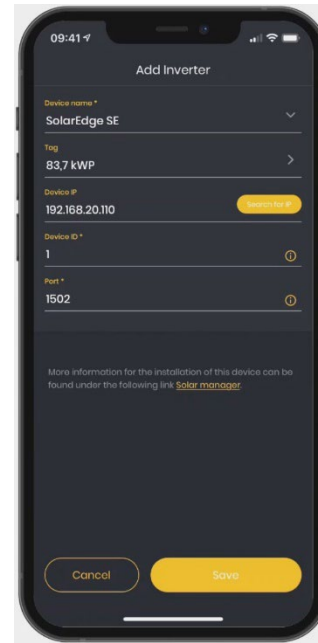 09:41
Add Inverter
Device name *
SolarEdge SE
Tag
83,7 kWP
Device IP *
192.168.20.110
Search for IP
Device ID *
1
Port *
1502
More information for the installation of this device can be
found under the following link Solar manager.
Cancel
Save